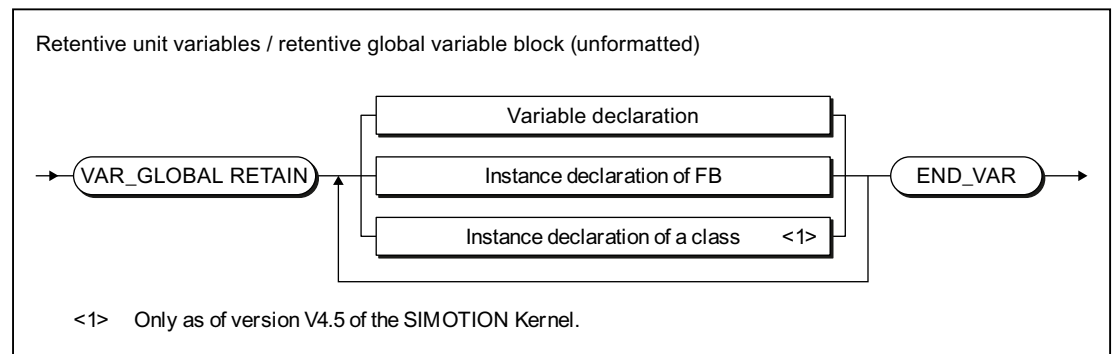 Retentive unit variables / retentive global variable block (unformatted)
Variable declaration
VAR_GLOBAL RETAIN
Instance declaration of FB
END_VAR
Instance declaration of a class <1>
<1> Only as of version V4.5 of the SIMOTION Kernel.